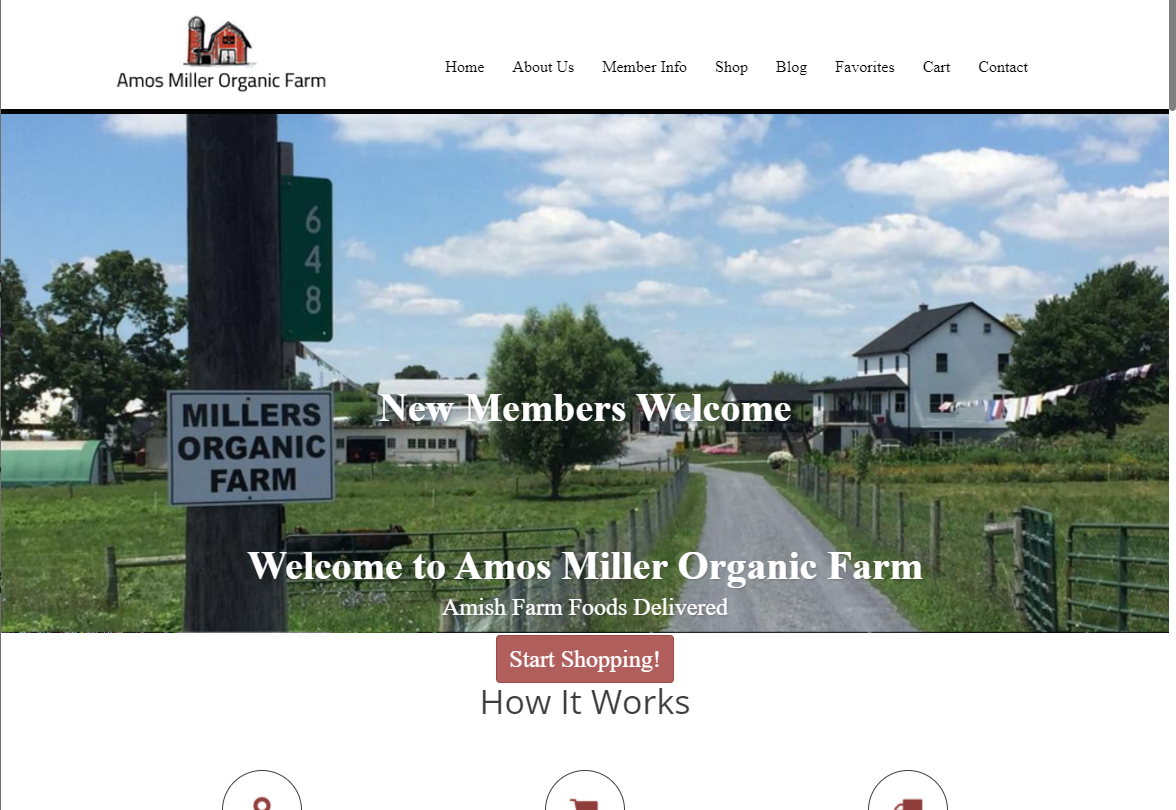 Amos Miller Organic Farm
Home About Us Member Info Shop Blog Favorites Cart Contact
648
MILLERS
ORGANIC
FARM
New Members Welcome
Welcome to Amos Miller Organic Farm
Amish Farm Foods Delivered
Start Shopping!
How It Works